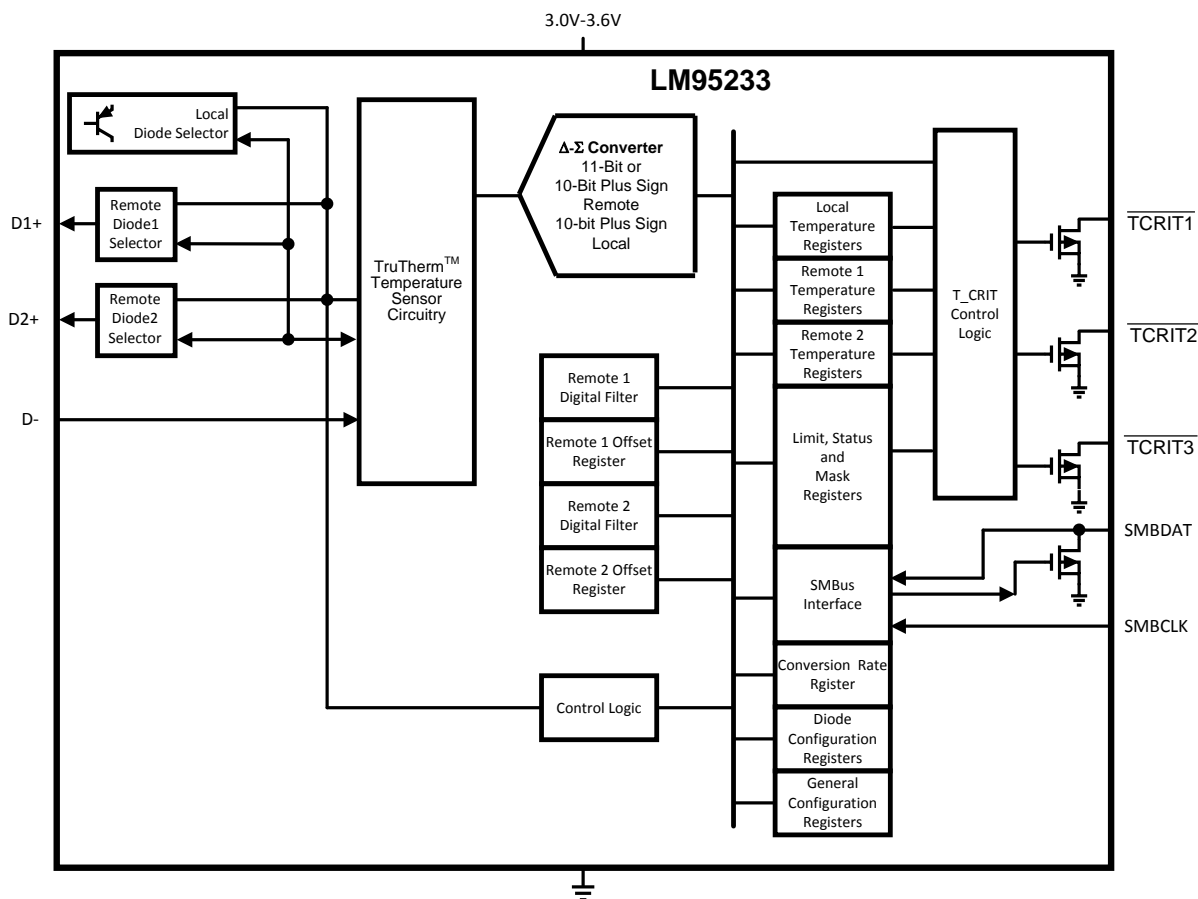 3.0V-3.6V
LM95233
Local
Diode Selector
D1+
Remote
Diode1
Selector
D2+
Remote
Diode2
Selector
D-
TruTherm™
Temperature
Sensor
Circuitry
Δ-Σ Converter
11-Bit or
10-Bit Plus Sign
Remote
10-bit Plus Sign
Local
Remote 1
Digital Filter
Remote 1 Offset
Register
Remote 2
Digital Filter
Remote 2 Offset
Register
Control Logic
Local
Temperature
Registers
Remote 1
Temperature
Registers
Remote 2
Temperature
Registers
Limit, Status
and
Mask
Registers
SMBus
Interface
Conversion Rate
Rgister
Diode
Configuration
Registers
General
Configuration
Registers
T_CRIT
Control
Logic
TCRIT1
TCRIT2
TCRIT3
SMBDAT
SMBCLK